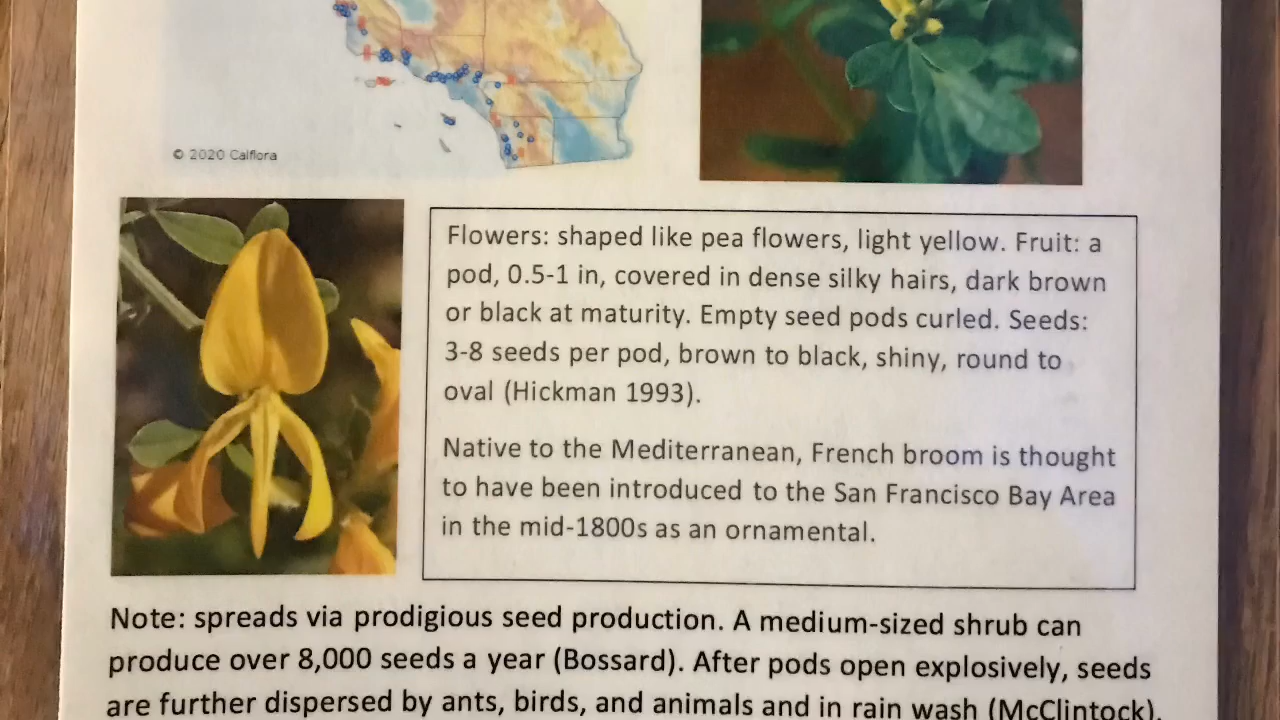 © 2020 Calflora
Flowers: shaped like pea flowers, light yellow. Fruit: a
pod, 0.5-1 in, covered in dense silky hairs, dark brown
or black at maturity. Empty seed pods curled. Seeds:
3-8 seeds per pod, brown to black, shiny, round to
oval (Hickman 1993).
Native to the Mediterranean, French broom is thought
to have been introduced to the San Francisco Bay Area
in the mid-1800s as an ornamental.
Note: spreads via prodigious seed production. A medium-sized shrub can
produce over 8,000 seeds a year (Bossard). After pods open explosively, seeds
are further dispersed by ants, birds, and animals and in rain wash (McClintock).